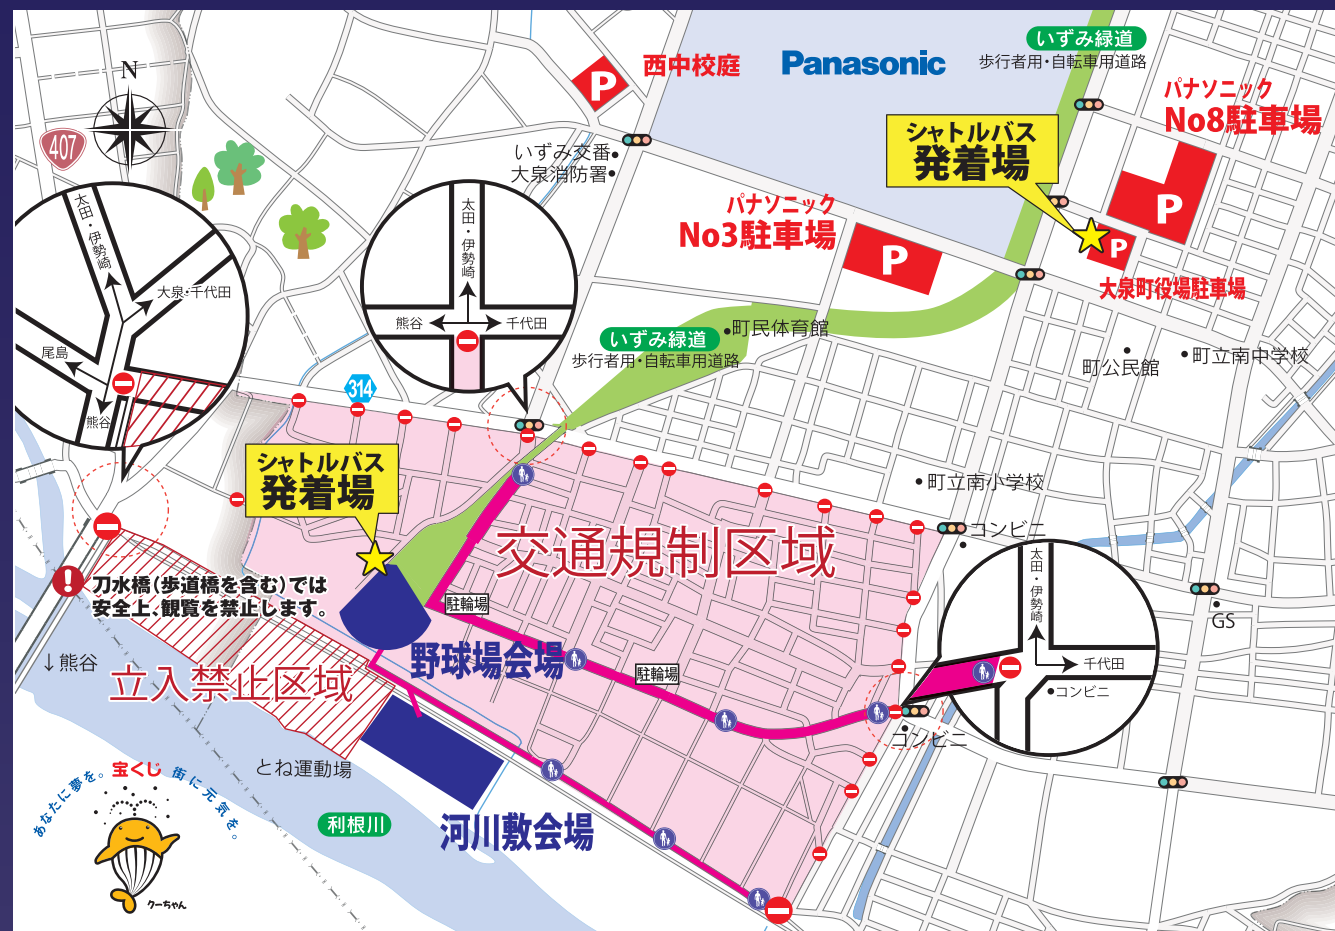 N
407
西中校庭
Panasonic
いずみ緑道
歩行者用・自転車用道路
パナソニック
No8駐車場
P
シャトルバス
発着場
いずみ交番
大泉消防署
パナソニック
No3駐車場
P
P
P
大泉町役場駐車場
太田・伊勢崎
大泉・千代田
尾島
熊谷
太田・伊勢崎
熊谷
千代田
いずみ緑道
歩行者用・自転車用道路
町民体育館
町公民館
町立南中学校
314
シャトルバス
発着場
町立南小学校
コンビニ
交通規制区域
!
刀水橋(歩道橋を含む)では
安全上、観覧を禁止します。
駐輪場
太田・伊勢崎
千代田
コンビニ
GS
↓熊谷
立入禁止区域
野球場会場
駐輪場
コンビニ
とね運動場
利根川
河川敷会場
あなたに夢を。宝くじ 街に元気を。
クーちゃん